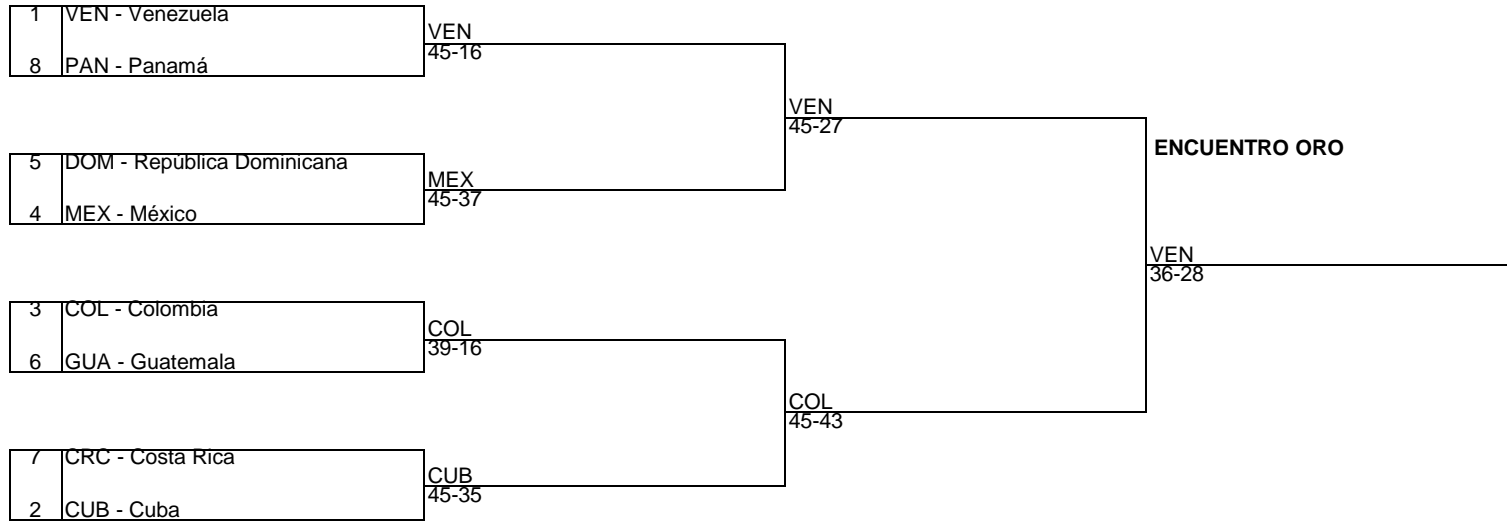 1 VEN - Venezuela
8 PAN - Panamá
5 DOM - República Dominicana
4 MEX - México
3 COL - Colombia
6 GUA - Guatemala
7 CRC - Costa Rica
2 CUB - Cuba
VEN
45-16
MEX
45-37
COL
39-16
CUB
45-35
VEN
45-27
COL
45-43
ENCUENTRO ORO
VEN
36-28